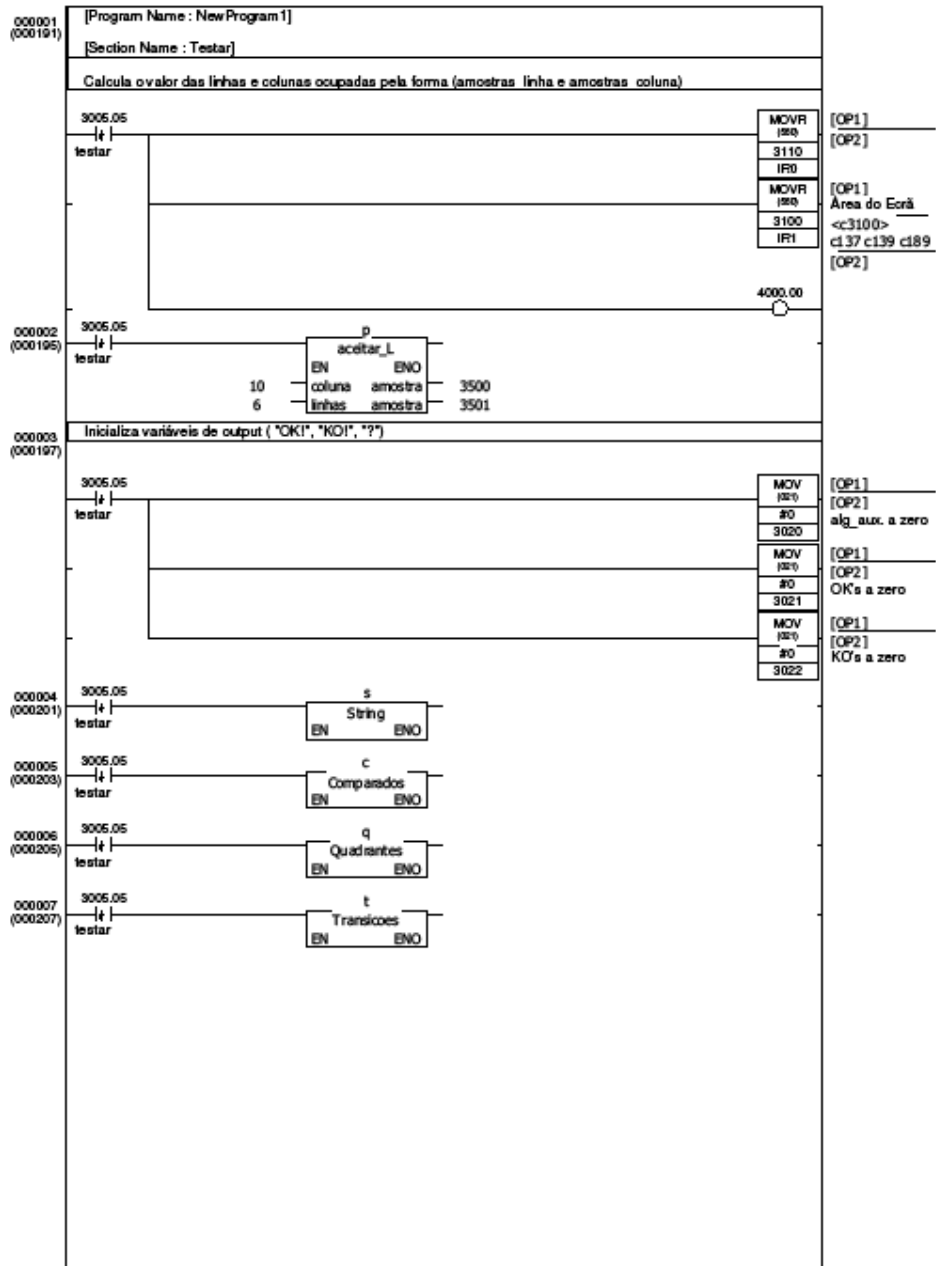 000001
(000191)
[Program Name : NewProgram1]
[Section Name : Testar]
Calcula o valor das linhas e colunas ocupadas pela forma (amostras linha e amostras coluna)
3005.05
testar
MOVR
(560)
3110
IR0
[OP1]
[OP2]
MOVR
(560)
3100
IR1
[OP1]
Área do Ecrã
<c3100>
c137 c139 c189
[OP2]
4000.00
000002
(000195)
3005.05
testar
p
aceitar_L
EN ENO
10 coluna amostra 3500
6 linhas amostra 3501
000003
(000197)
Inicializa variáveis de output ( "OK!", "KO!", "?")
3005.05
testar
MOV
(021)
#0
3020
[OP1]
[OP2]
alg_aux. a zero
MOV
(021)
#0
3021
[OP1]
[OP2]
OK's a zero
MOV
(021)
#0
3022
[OP1]
[OP2]
KO's a zero
000004
(000201)
3005.05
testar
s
String
EN ENO
000005
(000203)
3005.05
testar
c
Comparados
EN ENO
000006
(000205)
3005.05
testar
q
Quadrantes
EN ENO
000007
(000207)
3005.05
testar
t
Transicoes
EN ENO